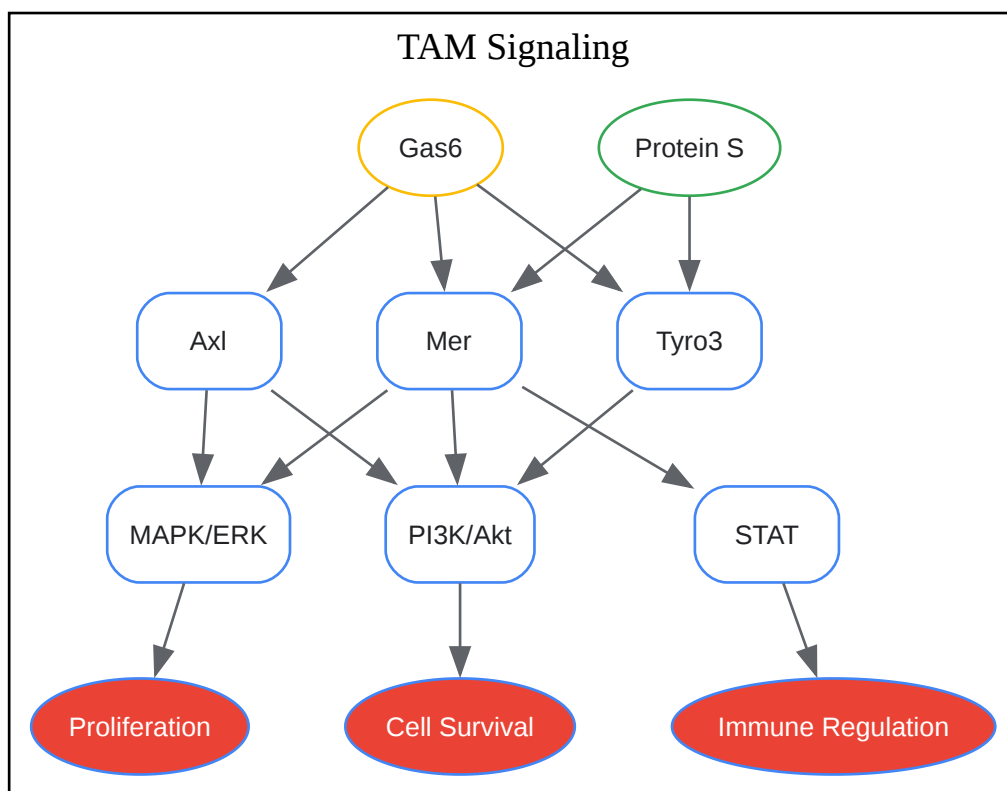 TAM Signaling
Gas6
Protein S
Axl
Mer
Tyro3
MAPK/ERK
PI3K/Akt
STAT
Proliferation
Cell Survival
Immune Regulation